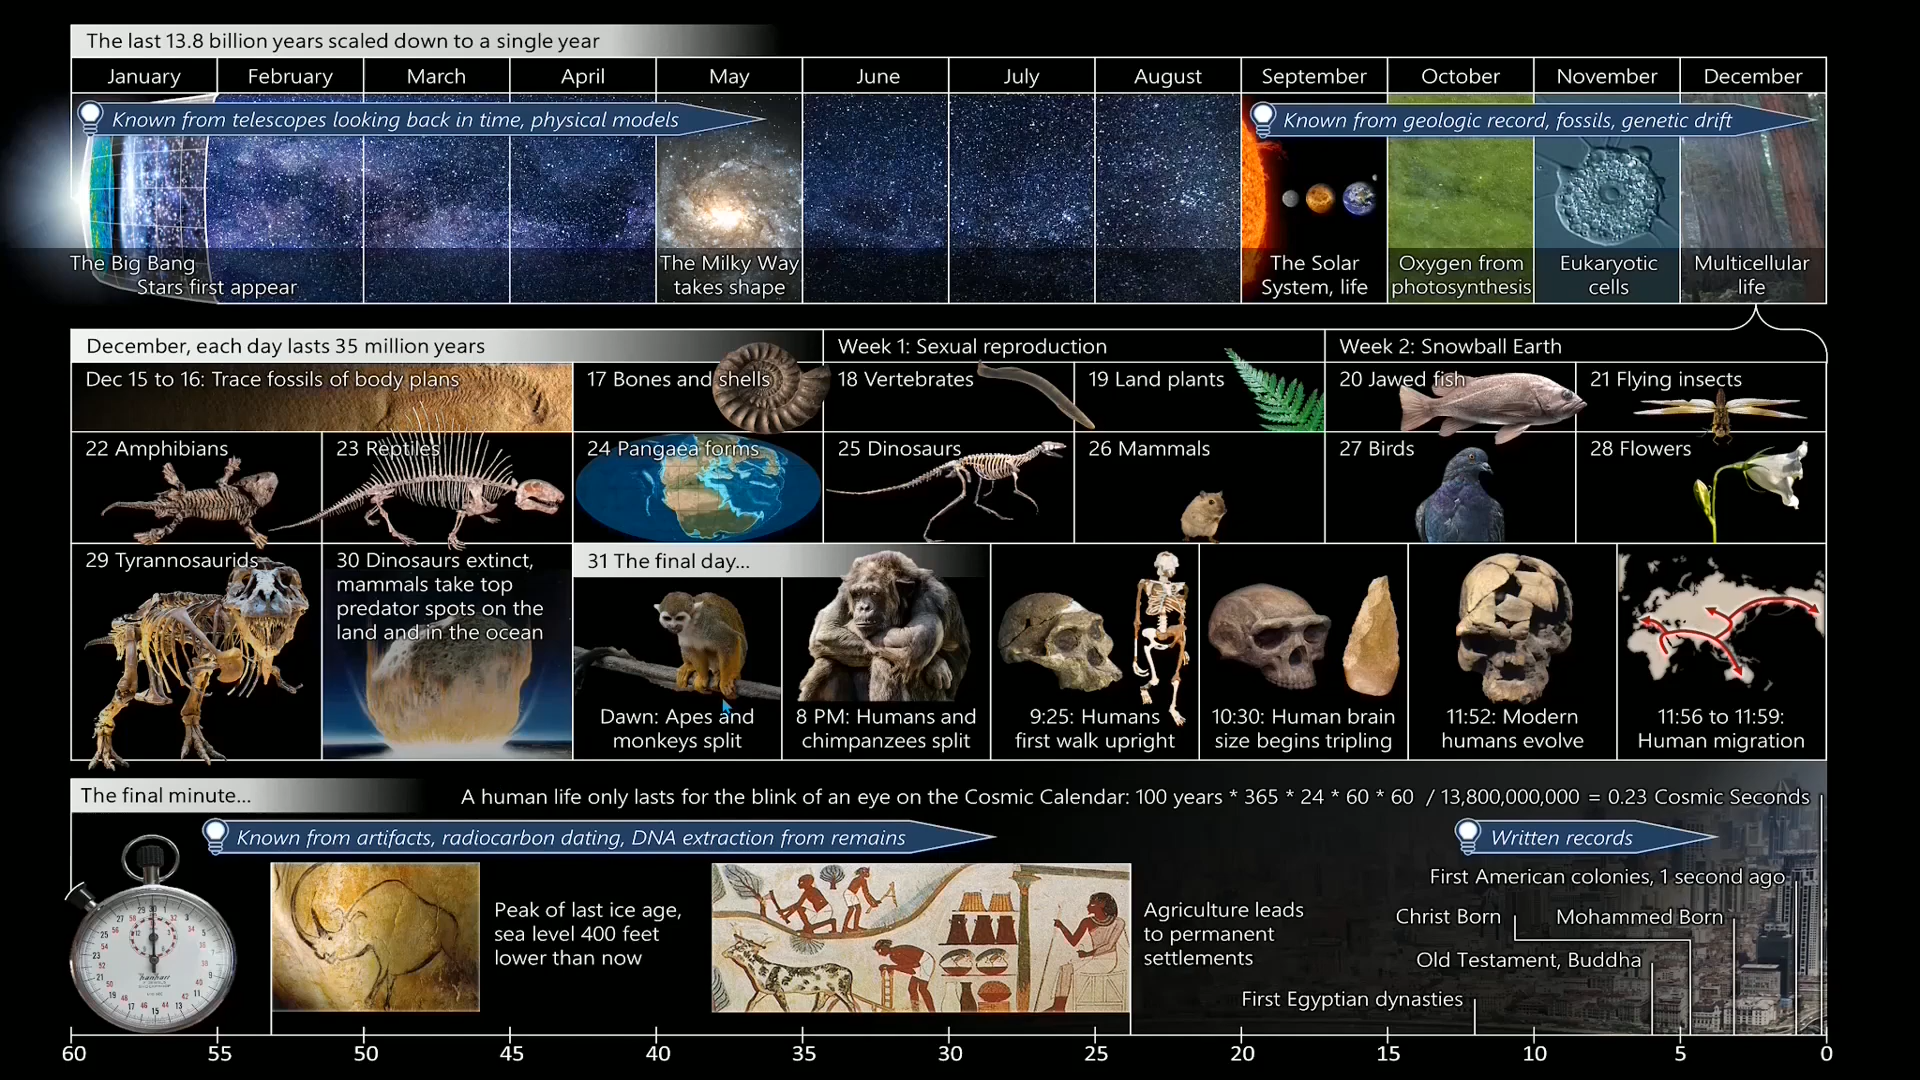 The last 13.8 billion years scaled down to a single year
January February March April May June July August September October November December
Known from telescopes looking back in time, physical models
Known from geologic record, fossils, genetic drift
The Big Bang
Stars first appear
The Milky Way
takes shape
The Solar
System, life
Oxygen from
photosynthesis
Eukaryotic
cells
Multicellular
life
December, each day lasts 35 million years
Week 1: Sexual reproduction
Week 2: Snowball Earth
Dec 15 to 16: Trace fossils of body plans
17 Bones and shells
18 Vertebrates
19 Land plants
20 Jawed fish
21 Flying insects
22 Amphibians
23 Reptiles
24 Pangaea forms
25 Dinosaurs
26 Mammals
27 Birds
28 Flowers
29 Tyrannosaurids
30 Dinosaurs extinct,
mammals take top
predator spots on the
land and in the ocean
31 The final day...
Dawn: Apes and
monkeys split
8 PM: Humans and
chimpanzees split
9:25: Humans
first walk upright
10:30: Human brain
size begins tripling
11:52: Modern
humans evolve
11:56 to 11:59:
Human migration
The final minute...
A human life only lasts for the blink of an eye on the Cosmic Calendar: 100 years * 365 * 24 * 60 * 60 / 13,800,000,000 = 0.23 Cosmic Seconds
Known from artifacts, radiocarbon dating, DNA extraction from remains
Written records
Peak of last ice age,
sea level 400 feet
lower than now
Agriculture leads
to permanent
settlements
First American colonies, 1 second ago
Christ Born
Mohammed Born
Old Testament, Buddha
First Egyptian dynasties
60 55 50 45 40 35 30 25 20 15 10 5 0